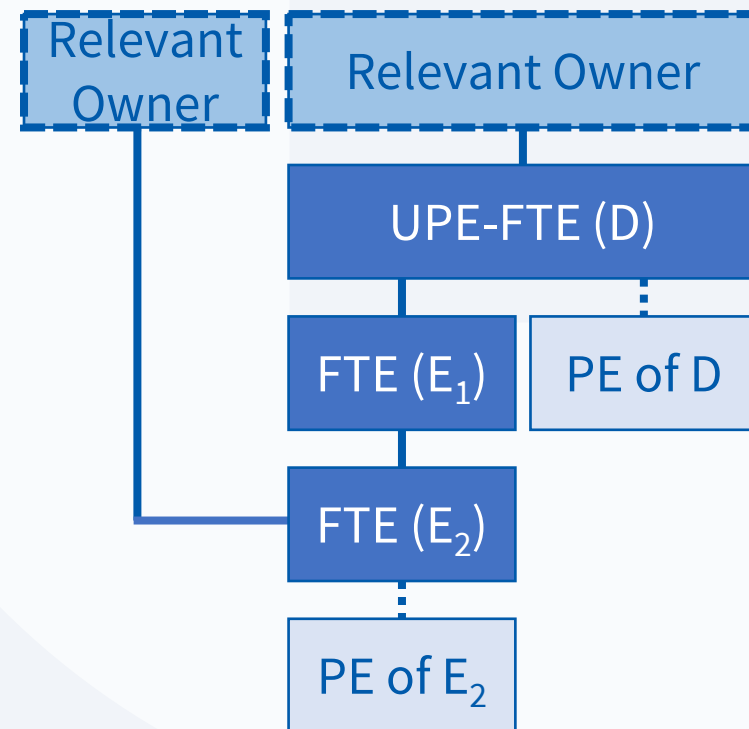 Relevant
Owner
Relevant Owner
UPE-FTE (D)
FTE (E₁)
PE of D
FTE (E₂)
PE of E₂